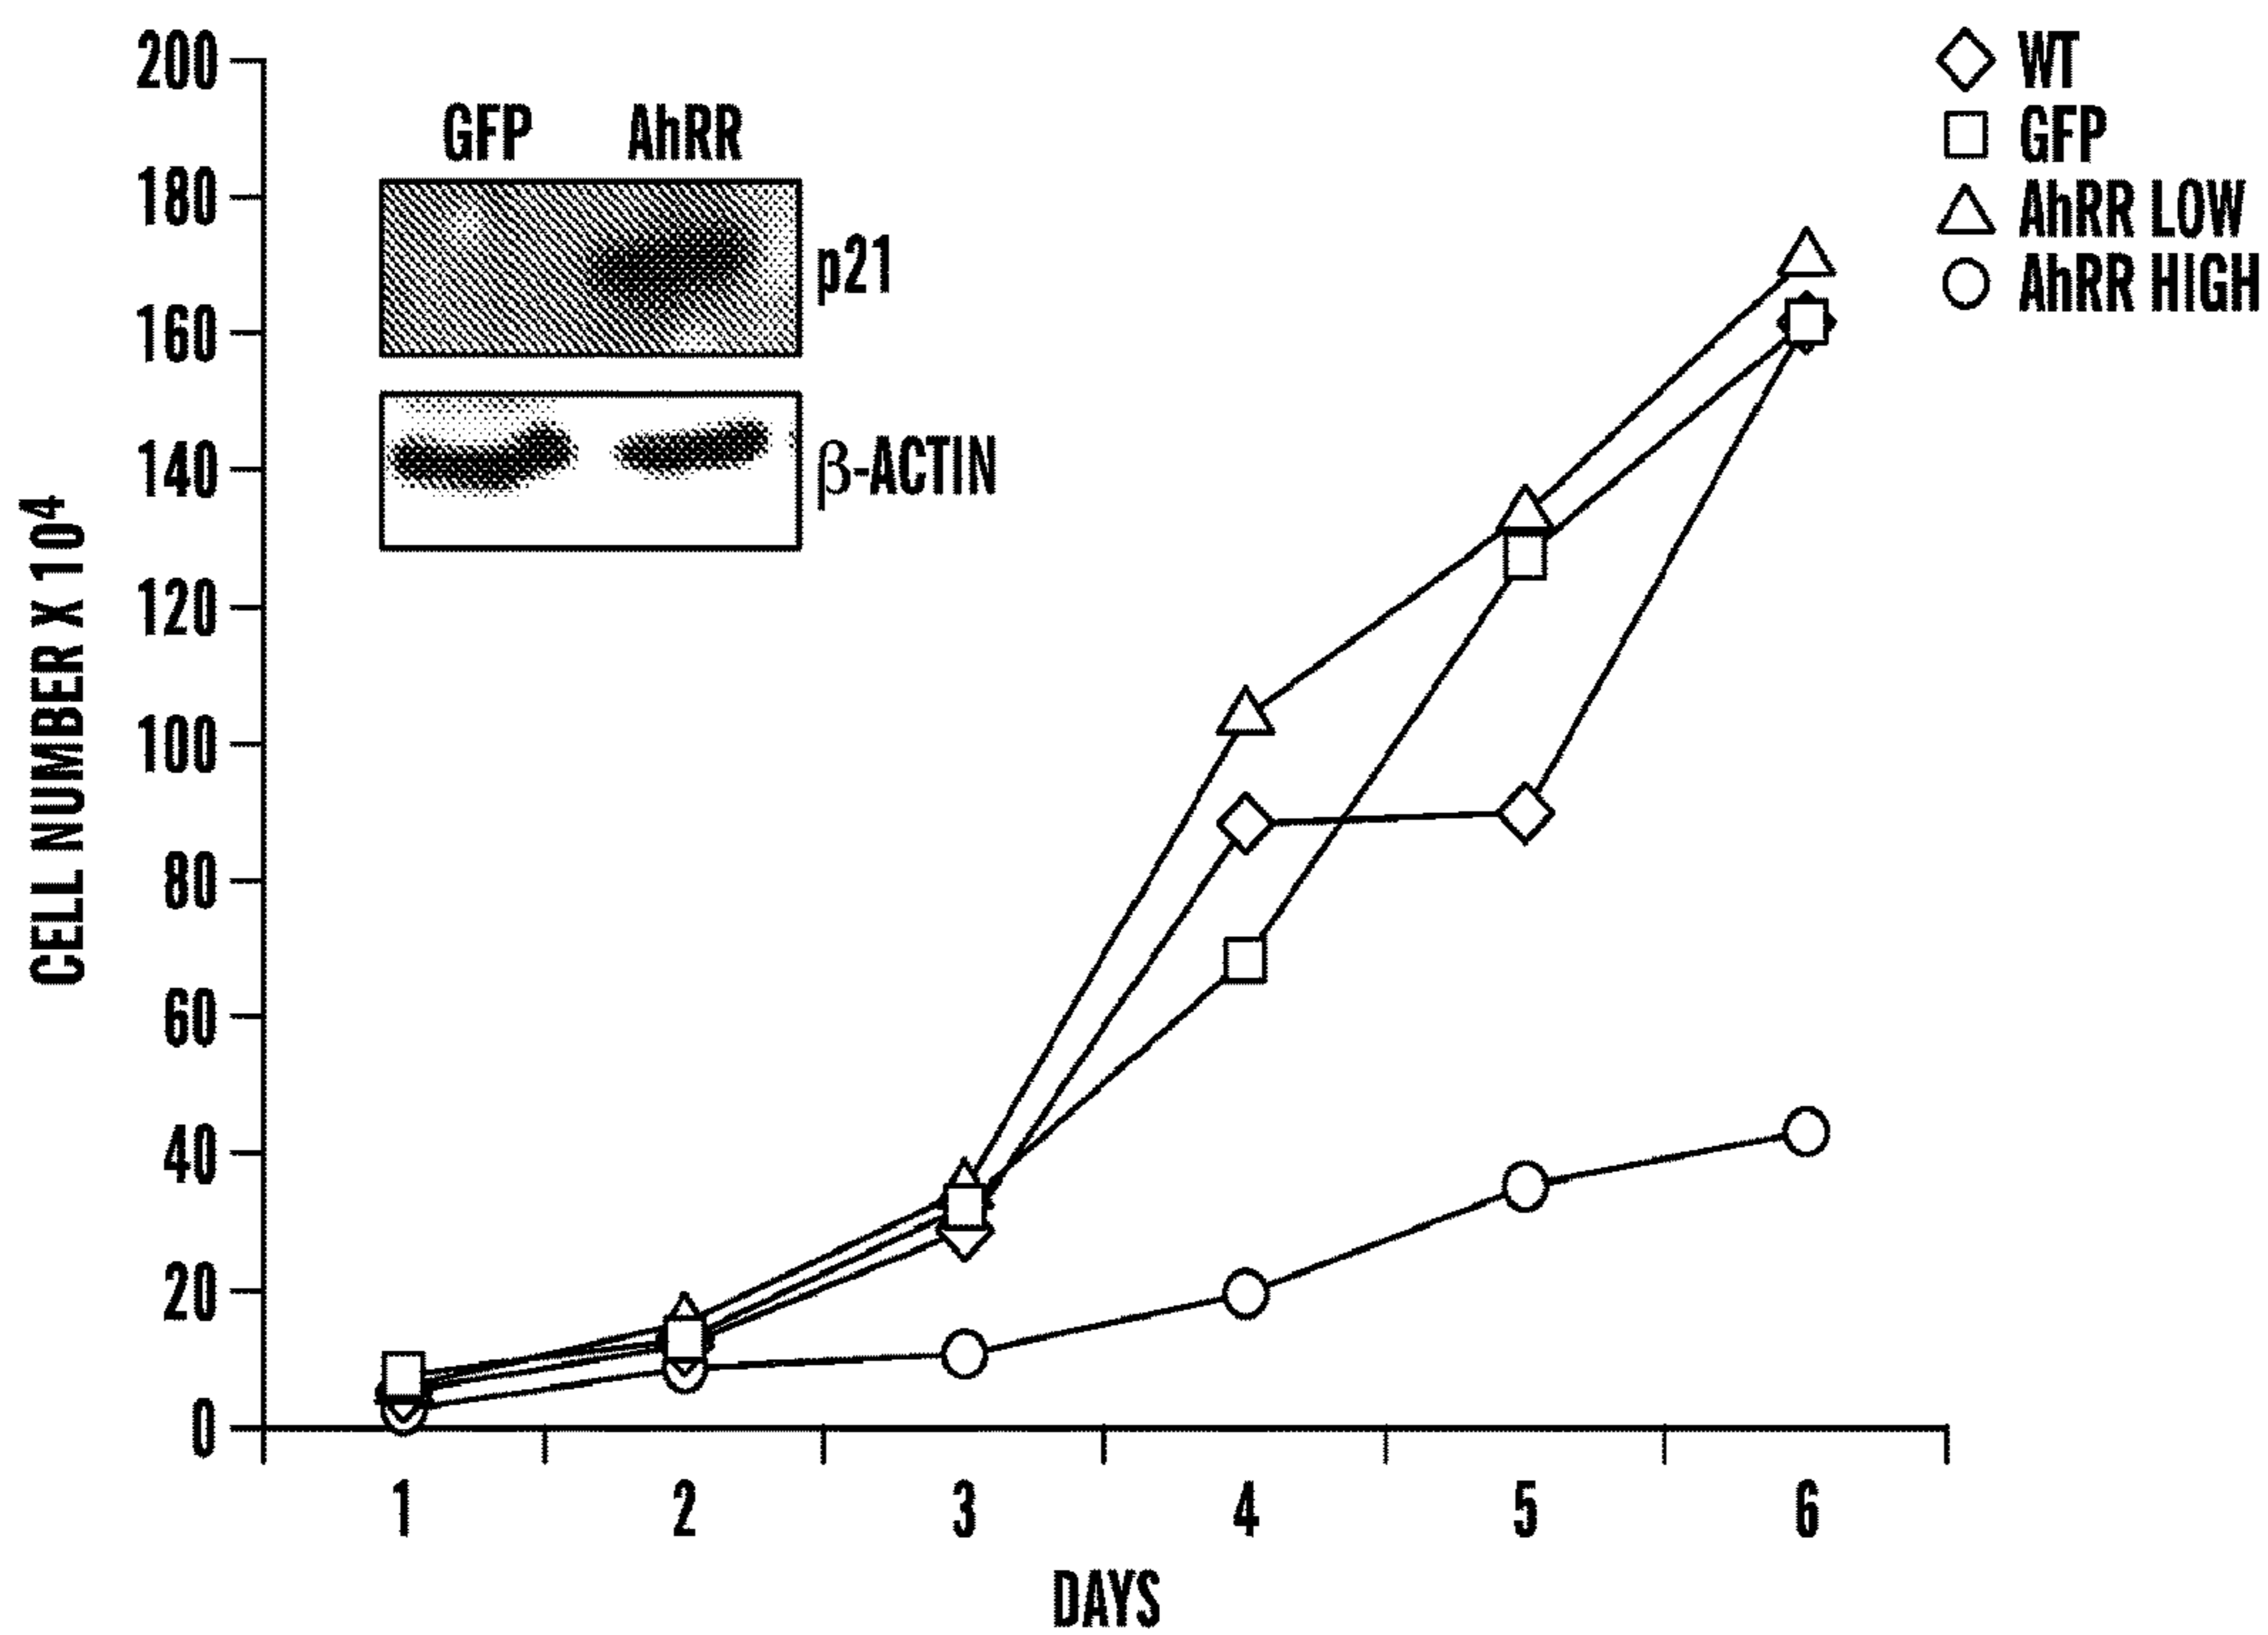 200
180
160
140
120
100
80
60
40
20
0
CELL NUMBER X 10⁴
GFP AhRR
p21
β-ACTIN
WT
GFP
AhRR LOW
AhRR HIGH
1 2 3 4 5 6
DAYS